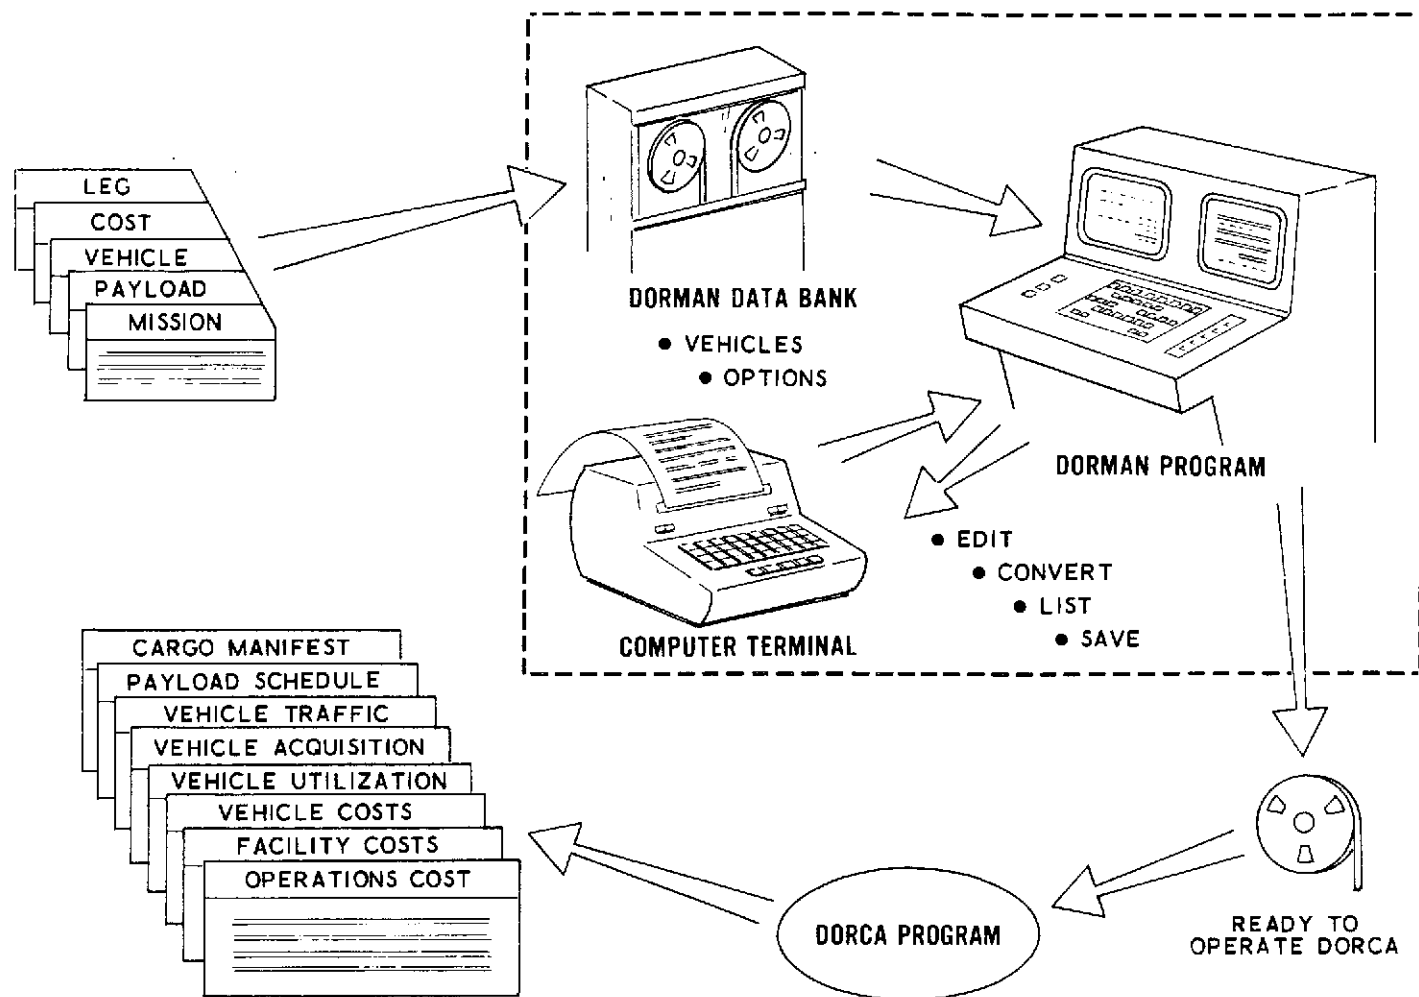 LEG
COST
VEHICLE
PAYLOAD
MISSION
DORMAN DATA BANK
● VEHICLES
● OPTIONS
DORMAN PROGRAM
COMPUTER TERMINAL
● EDIT
● CONVERT
● LIST
● SAVE
CARGO MANIFEST
PAYLOAD SCHEDULE
VEHICLE TRAFFIC
VEHICLE ACQUISITION
VEHICLE UTILIZATION
VEHICLE COSTS
FACILITY COSTS
OPERATIONS COST
DORCA PROGRAM
READY TO
OPERATE DORCA